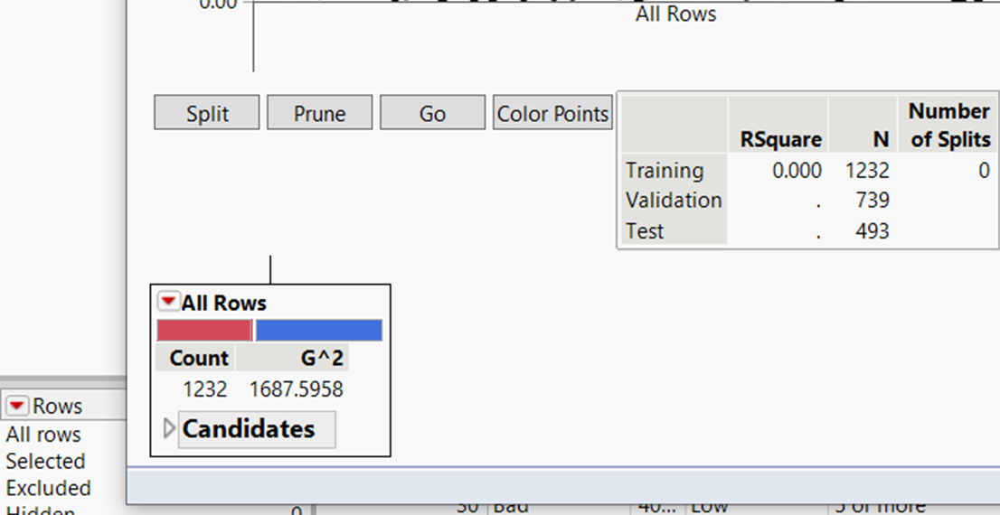 0.00
All Rows
Split Prune Go Color Points
Number
RSquare N of Splits
Training 0.000 1232 0
Validation . 739
Test . 493
All Rows
Count G^2
1232 1687.5958
Candidates
Rows
All rows
Selected
Excluded
Hidden 0
50 Bad 40... Low 5 or more